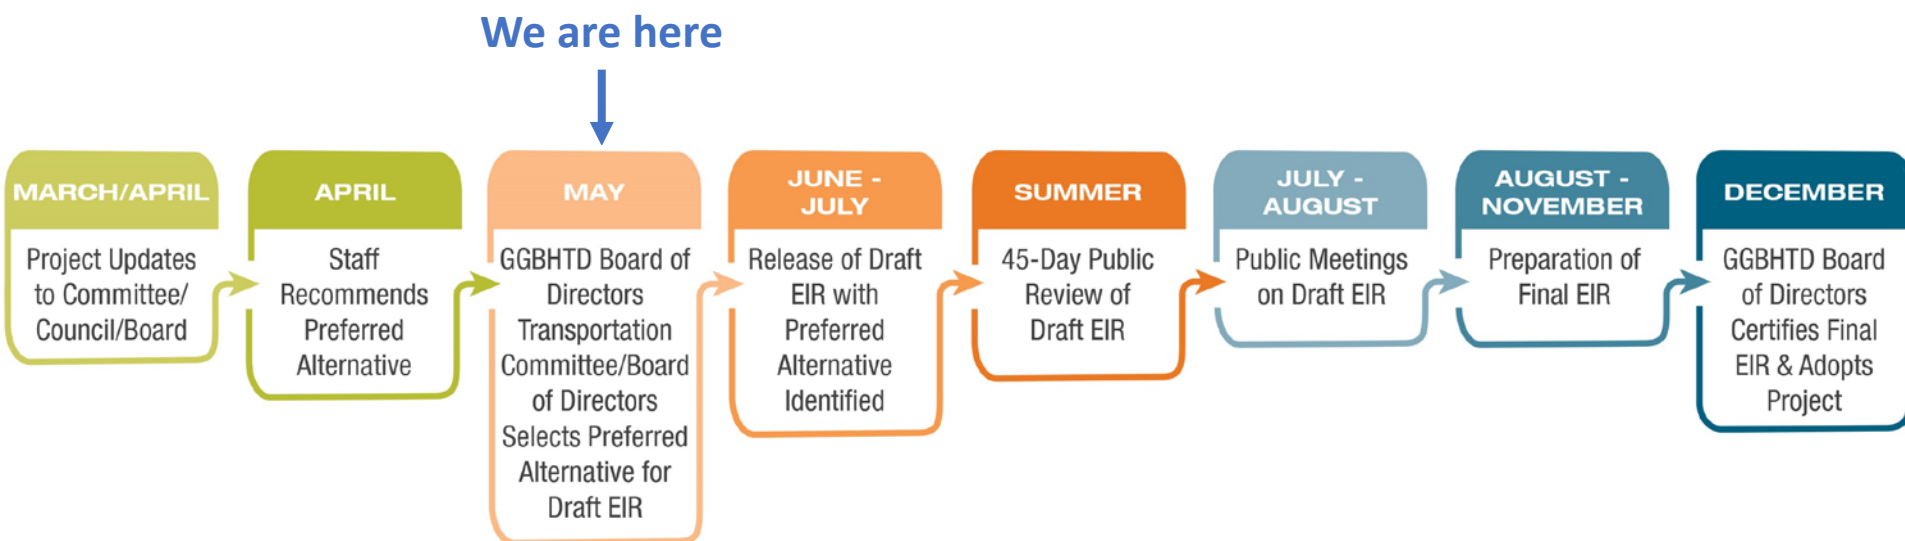 We are here
MARCH/APRIL
Project Updates
to Committee/
Council/Board
APRIL
Staff
Recommends
Preferred
Alternative
MAY
GGBHTD Board of
Directors
Transportation
Committee/Board
of Directors
Selects Preferred
Alternative for
Draft EIR
JUNE -
JULY
Release of Draft
EIR with
Preferred
Alternative
Identified
SUMMER
45-Day Public
Review of
Draft EIR
JULY -
AUGUST
Public Meetings
on Draft EIR
AUGUST -
NOVEMBER
Preparation of
Final EIR
DECEMBER
GGBHTD Board
of Directors
Certifies Final
EIR & Adopts
Project